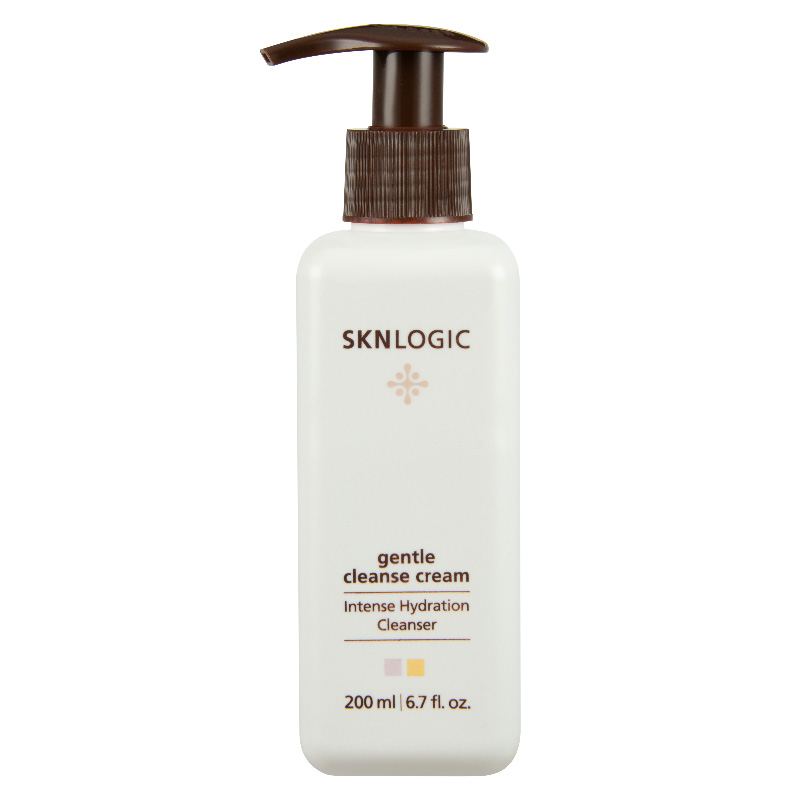 SKNLOGIC
gentle
cleanse cream
Intense Hydration
Cleanser
200 ml | 6.7 fl. oz.